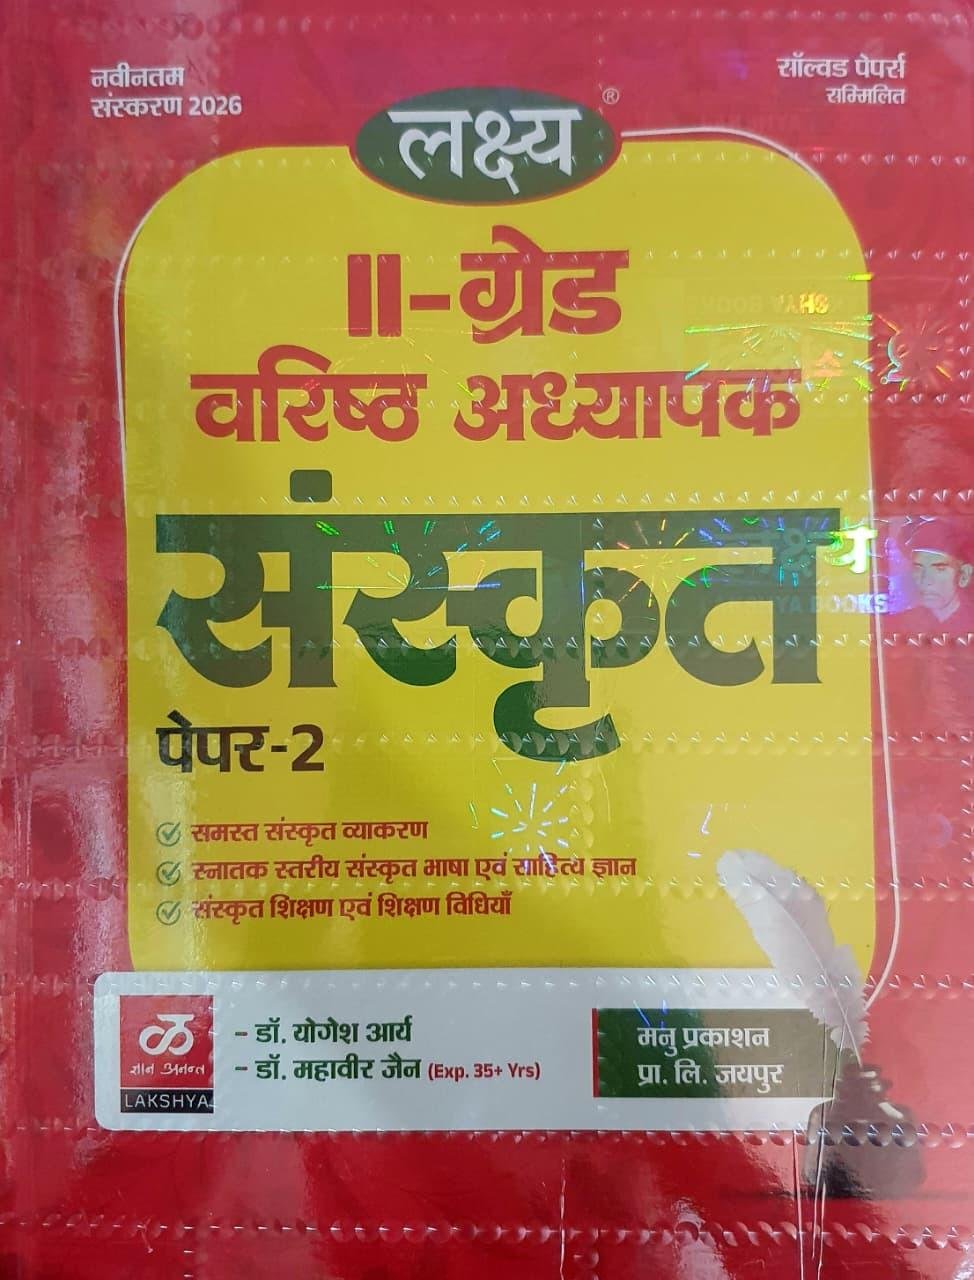 नवीनतम
संस्करण 2026
सॉल्वड पेपर्स
सम्मिलित
लक्ष्य ®
II-ग्रेड
वरिष्ठ अध्यापक
संस्कृत
पेपर-2
समस्त संस्कृत व्याकरण
स्नातक स्तरीय संस्कृत भाषा एवं साहित्य ज्ञान
संस्कृत शिक्षण एवं शिक्षण विधियाँ
ज्ञान अनन्त
LAKSHYA
- डॉ. योगेश आर्य
- डॉ. महावीर जैन (Exp. 35+ Yrs)
मनु प्रकाशन
प्रा. लि. जयपुर